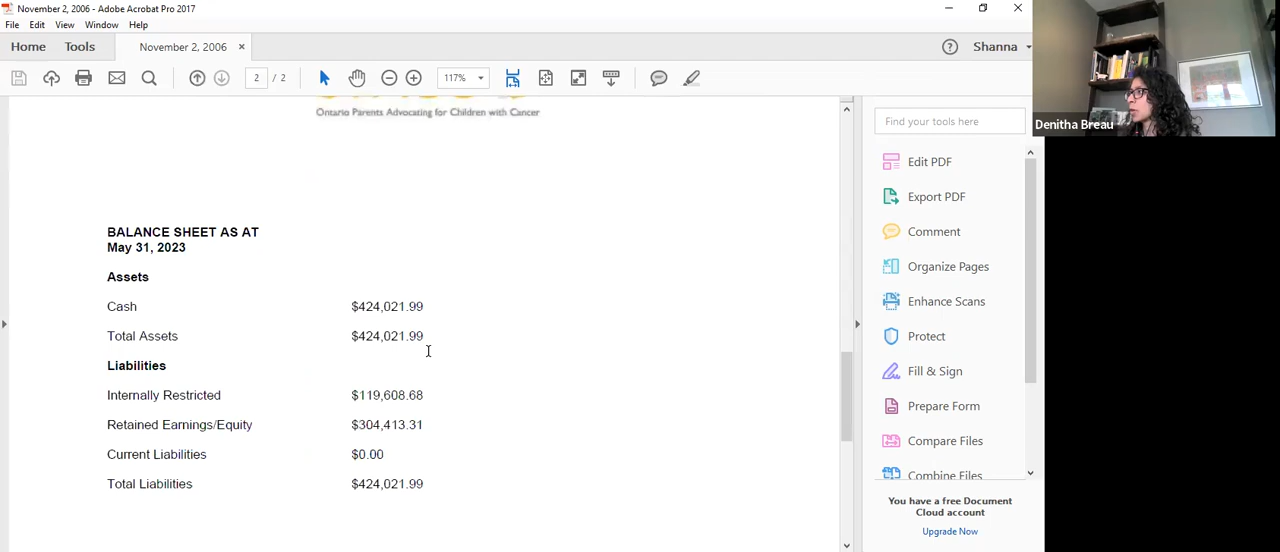 November 2, 2006 - Adobe Acrobat Pro 2017
File Edit View Window Help
Home Tools November 2, 2006 × Shanna
2 / 2 117%
Ontario Parents Advocating for Children with Cancer
BALANCE SHEET AS AT
May 31, 2023
Assets
Cash $424,021.99
Total Assets $424,021.99
Liabilities
Internally Restricted $119,608.68
Retained Earnings/Equity $304,413.31
Current Liabilities $0.00
Total Liabilities $424,021.99
Find your tools here
Edit PDF
Export PDF
Comment
Organize Pages
Enhance Scans
Protect
Fill & Sign
Prepare Form
Compare Files
Combine Files
You have a free Document
Cloud account
Upgrade Now
Denitha Breau